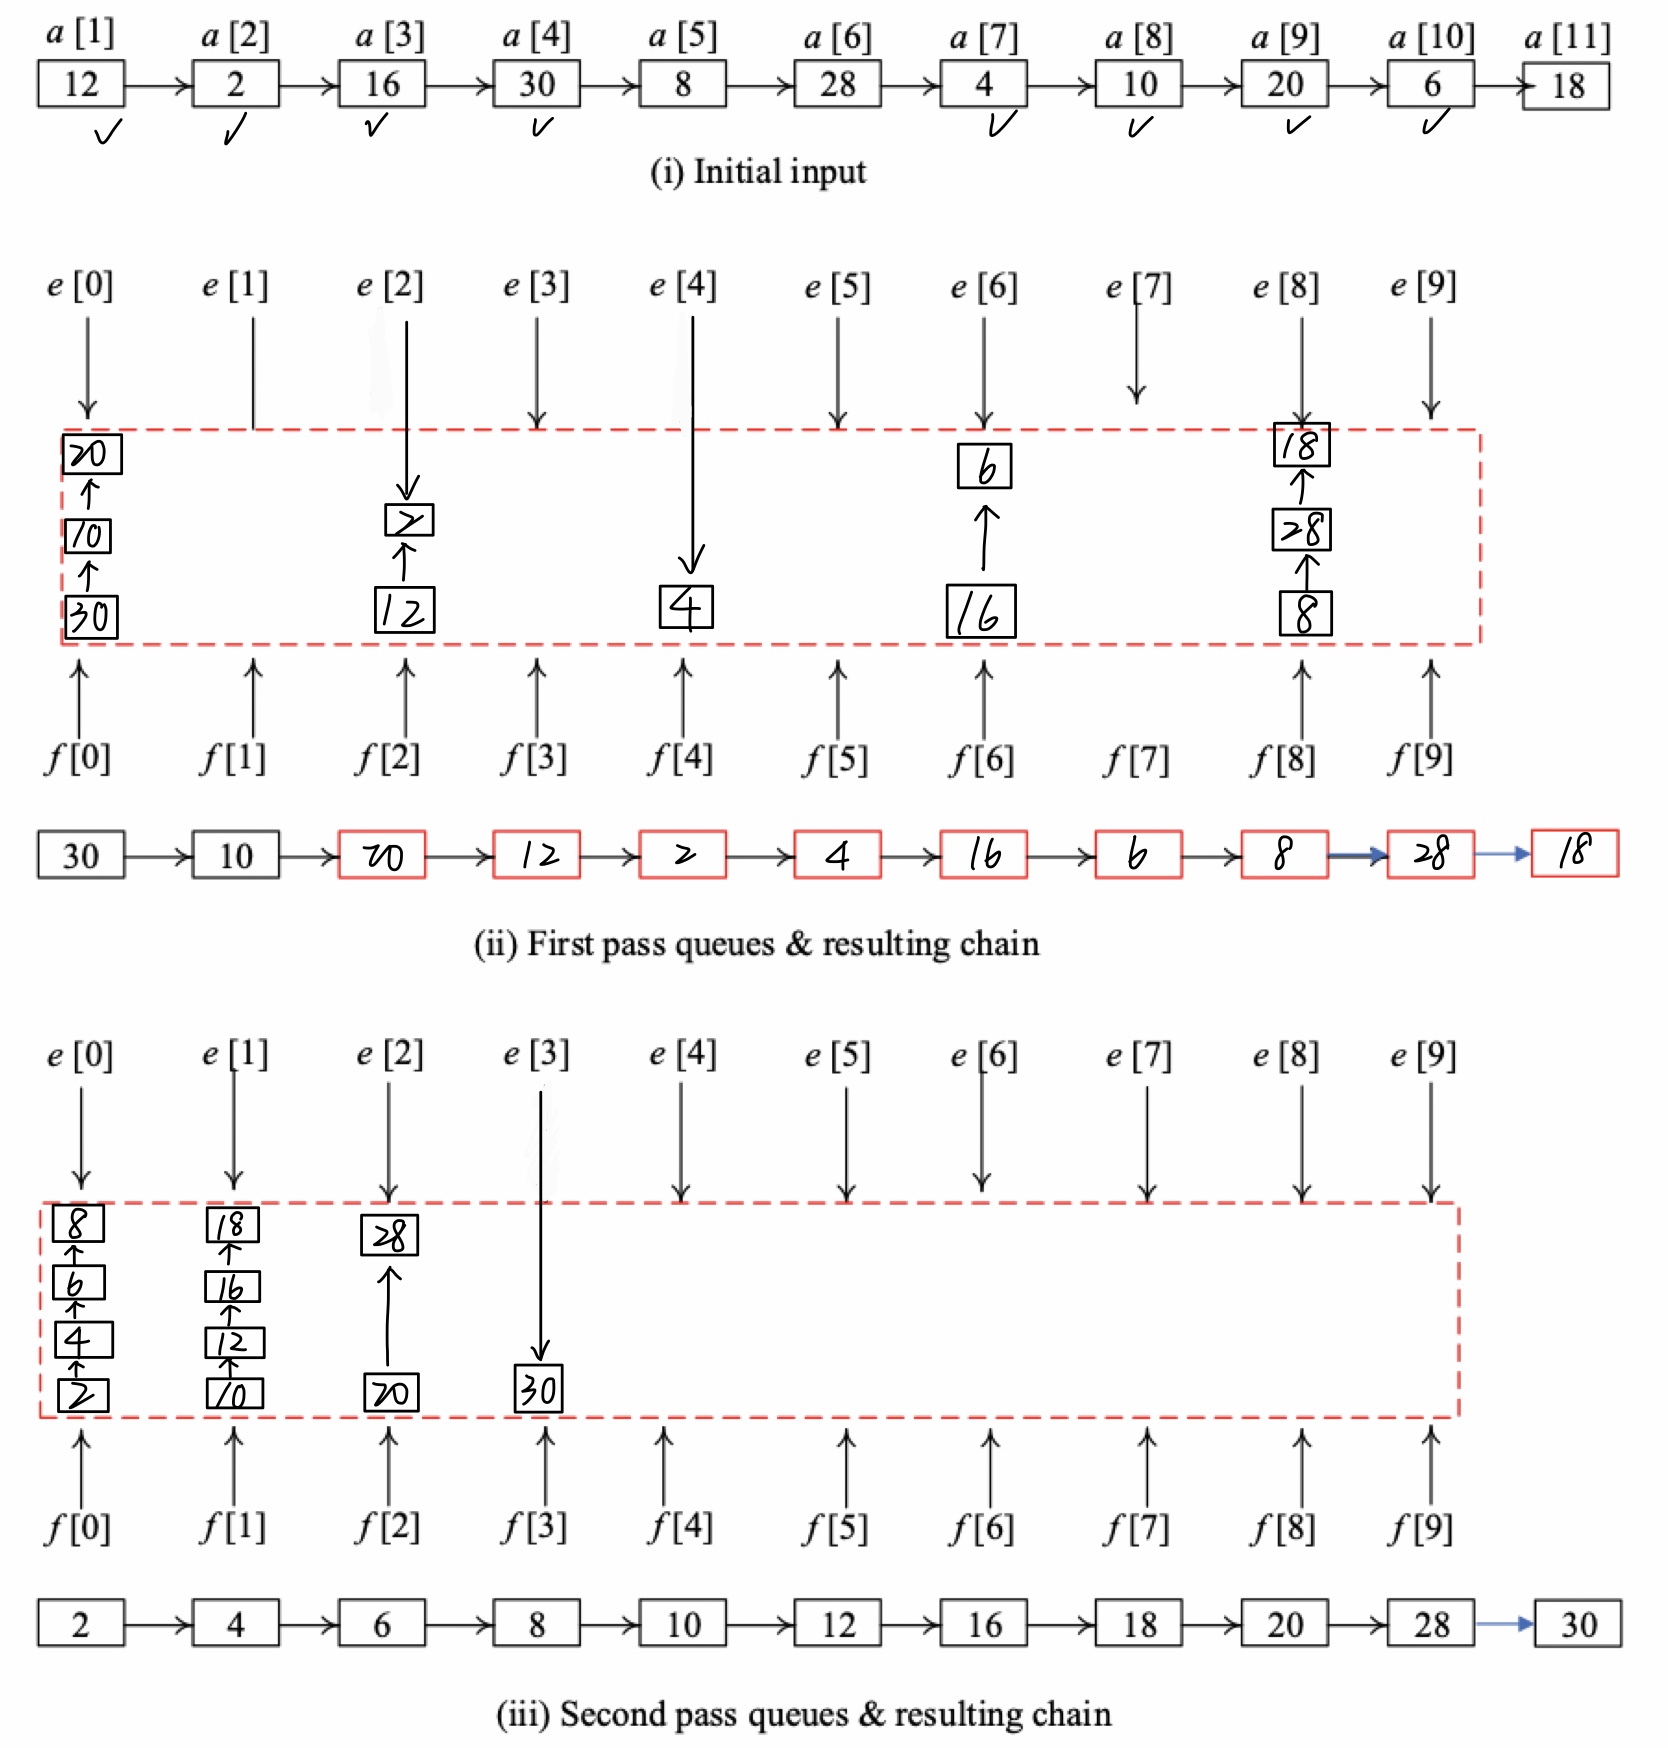 a [1] a [2] a [3] a [4] a [5] a [6] a [7] a [8] a [9] a [10] a [11]
12 2 16 30 8 28 4 10 20 6 18
(i) Initial input
e [0] e [1] e [2] e [3] e [4] e [5] e [6] e [7] e [8] e [9]
20 6 18
10 2 28
30 12 4 16 8
f [0] f [1] f [2] f [3] f [4] f [5] f [6] f [7] f [8] f [9]
30 10 20 12 2 4 16 6 8 28 18
(ii) First pass queues & resulting chain
e [0] e [1] e [2] e [3] e [4] e [5] e [6] e [7] e [8] e [9]
8 18 28
6 16
4 12
2 10 20 30
f [0] f [1] f [2] f [3] f [4] f [5] f [6] f [7] f [8] f [9]
2 4 6 8 10 12 16 18 20 28 30
(iii) Second pass queues & resulting chain